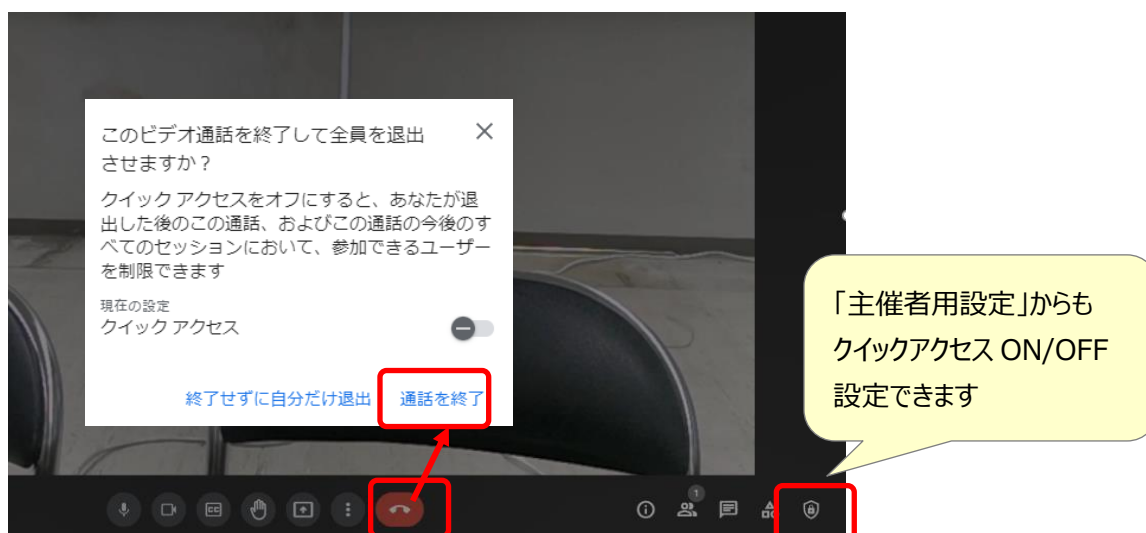 このビデオ通話を終了して全員を退出
させますか？
クイック アクセスをオフにすると、あなたが退
出した後のこの通話、およびこの通話の今後のす
べてのセッションにおいて、参加できるユーザー
を制限できます
現在の設定
クイック アクセス
終了せずに自分だけ退出 通話を終了
「主催者用設定」からも
クイックアクセス ON/OFF
設定できます
CC
1